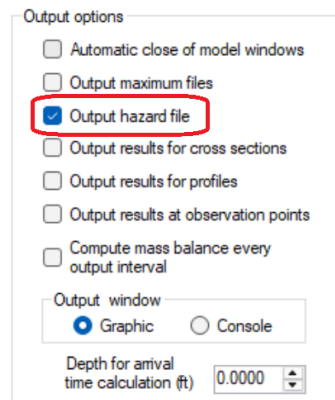 Output options
Automatic close of model windows
Output maximum files
Output hazard file
Output results for cross sections
Output results for profiles
Output results at observation points
Compute mass balance every
output interval
Output window
Graphic Console
Depth for arrival
time calculation (ft) 0.0000